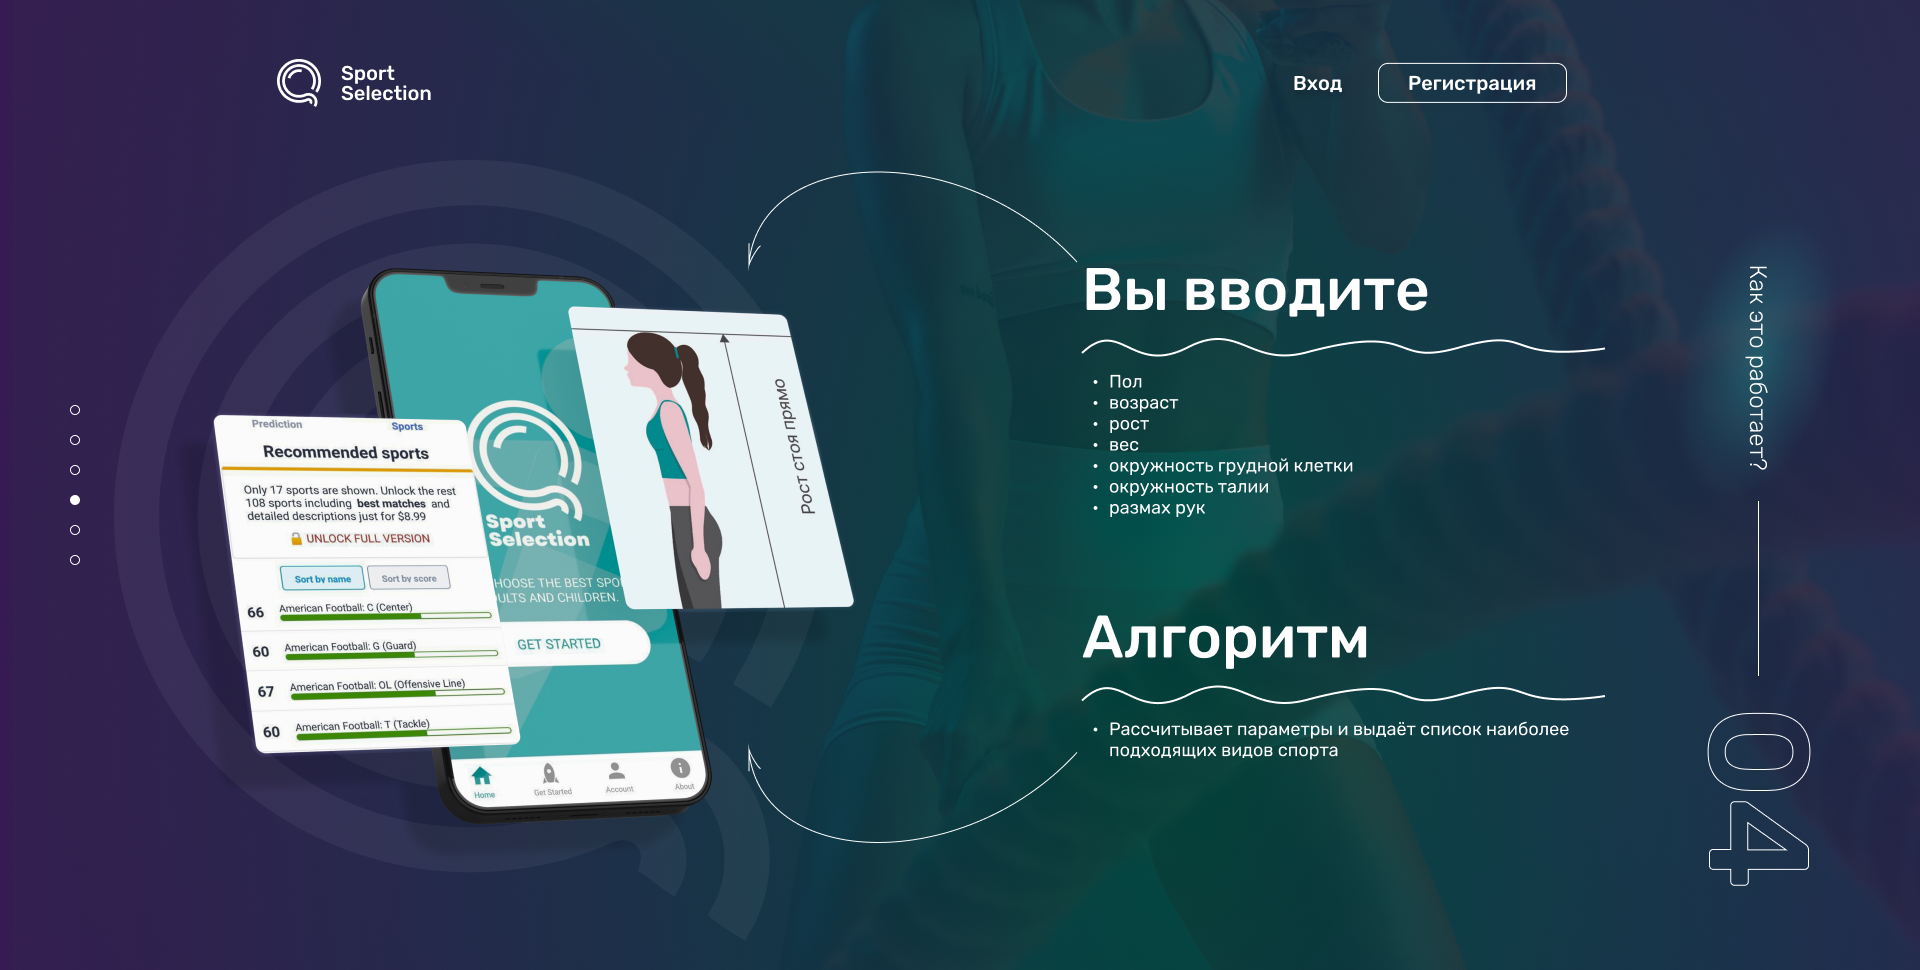 Sport
Selection
Вход
Регистрация
Вы вводите
• Пол
• возраст
• рост
• вес
• окружность грудной клетки
• окружность талии
• размах рук
Алгоритм
• Рассчитывает параметры и выдаёт список наиболее
подходящих видов спорта
Как это работает?
04
Рост стоя прямо
Prediction
Sports
Recommended sports
Only 17 sports are shown. Unlock the rest
108 sports including best matches and
detailed descriptions just for $8.99
UNLOCK FULL VERSION
Sort by name
Sort by score
66 American Football: C (Center)
60 American Football: G (Guard)
67 American Football: OL (Offensive Line)
60 American Football: T (Tackle)
Sport
Selection
HOOSE THE BEST SPO
ULTS AND CHILDREN.
GET STARTED
Home
Get Started
Account
About